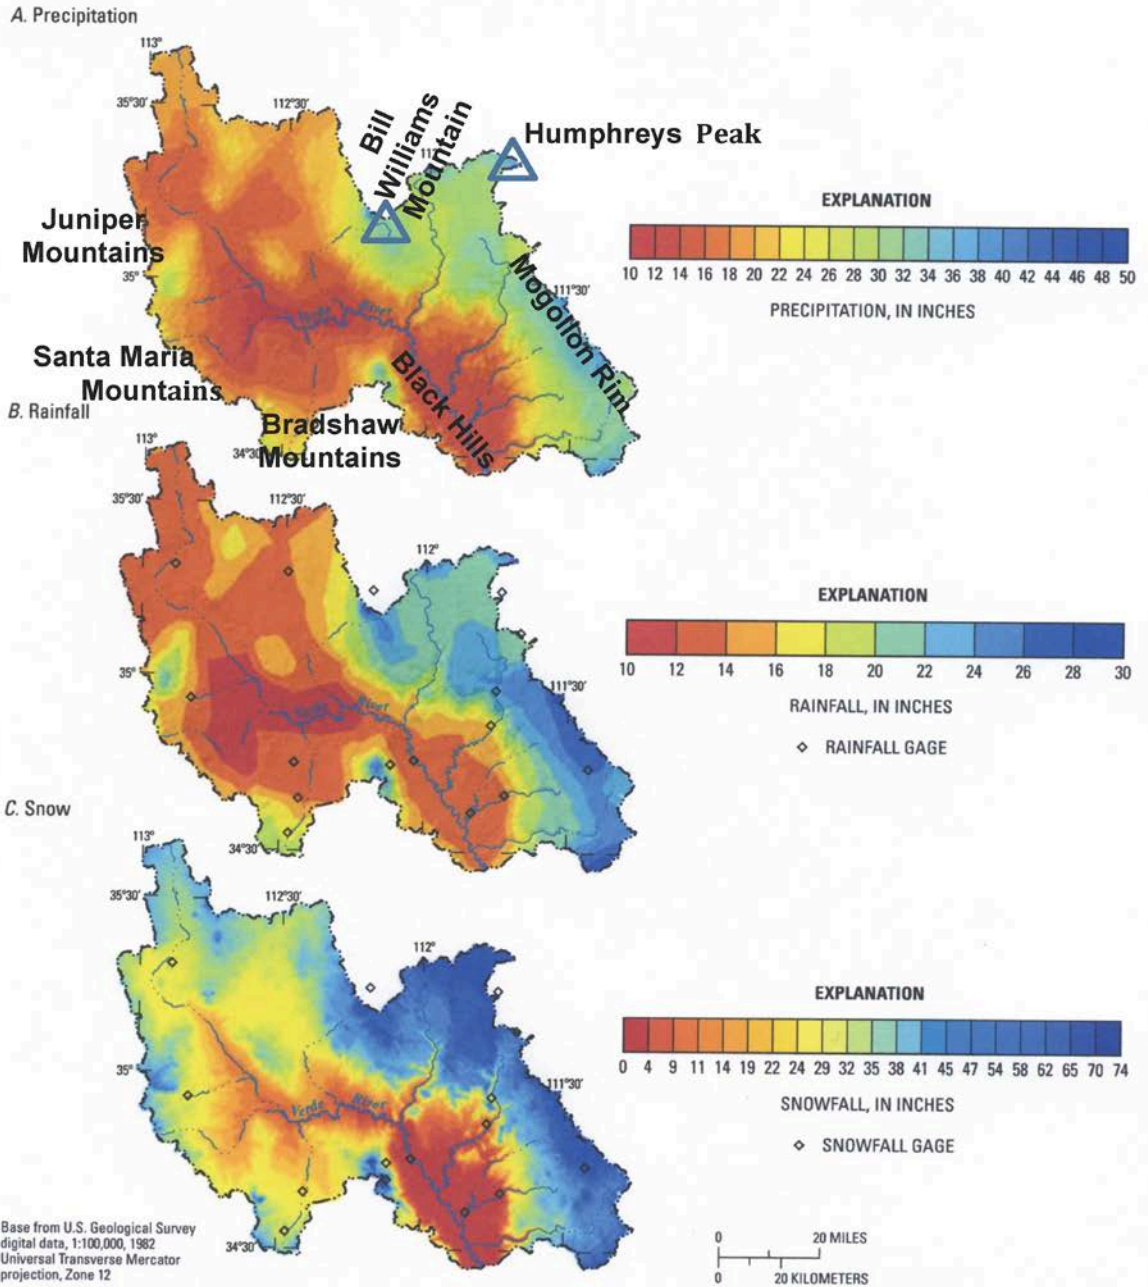 A. Precipitation
113°
35°30'
112°30'
Bill
Williams
Mountain
Humphreys Peak
Juniper
Mountains
35°
Verde River
Mogollon Rim
111°30'
Santa Maria
Mountains
Black Hills
Bradshaw
Mountains
34°30'
EXPLANATION
10 12 14 16 18 20 22 24 26 28 30 32 34 36 38 40 42 44 46 48 50
PRECIPITATION, IN INCHES
B. Rainfall
113°
35°30'
112°30'
112°
35°
111°30'
Verde River
34°30'
EXPLANATION
10 12 14 16 18 20 22 24 26 28 30
RAINFALL, IN INCHES
RAINFALL GAGE
C. Snow
113°
35°30'
112°30'
112°
35°
111°30'
Verde River
34°30'
EXPLANATION
0 4 9 11 14 19 22 24 29 32 35 38 41 45 47 54 58 62 65 70 74
SNOWFALL, IN INCHES
SNOWFALL GAGE
Base from U.S. Geological Survey
digital data, 1:100,000, 1982
Universal Transverse Mercator
projection, Zone 12
0 20 MILES
0 20 KILOMETERS